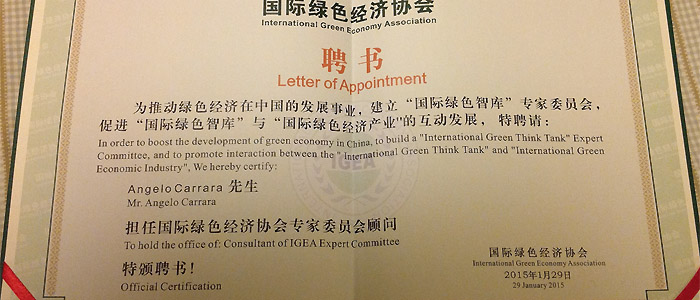 国际绿色经济协会
International Green Economy Association
聘书
Letter of Appointment
为推动绿色经济在中国的发展事业，建立“国际绿色智库”专家委员会，
促进“国际绿色智库”与“国际绿色经济产业”的互动发展，特聘请：
In order to boost the development of green economy in China, to build a "International Green Think Tank" Expert
Committee, and to promote interaction between the " International Green Think Tank" and "International Green
Economic Industry", We hereby certify:
IGEA
Angelo Carrara 先生
Mr. Angelo Carrara
担任国际绿色经济协会专家委员会顾问
To hold the office of: Consultant of IGEA Expert Committee
特颁聘书！
Official Certification
国际绿色经济协会
International Green Economy Association
2015年1月29日
29 January 2015